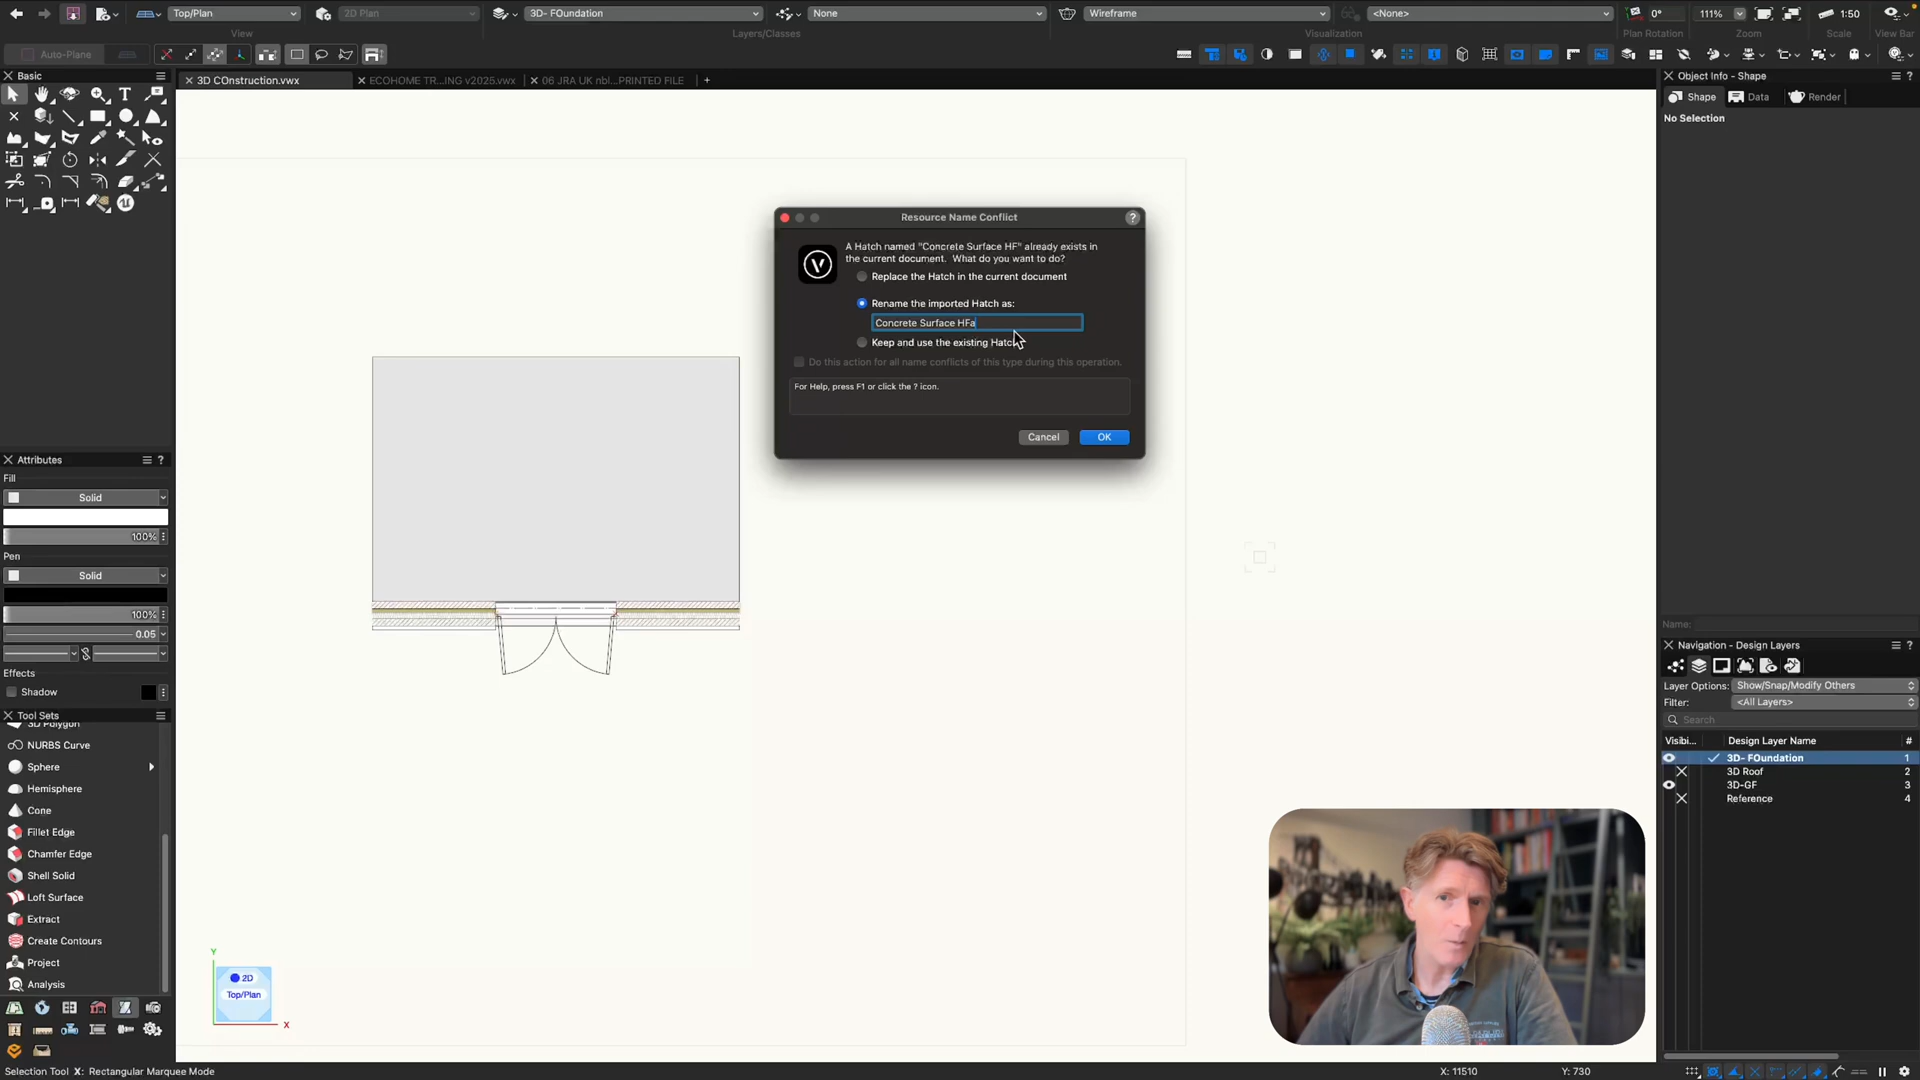 Top/Plan
2D Plan
3D- FOundation
None
Wireframe
<None>
0°
111%
1:50
View
Layers/Classes
Visualization
Plan Rotation
Zoom
Scale
View Bar
Auto-Plane
Basic
3D COnstruction.vwx
ECOHOME TR...ING v2025.vwx
06 JRA UK nbl...PRINTED FILE
+
Object Info - Shape
?
Shape
Data
Render
No Selection
Resource Name Conflict
?
A Hatch named "Concrete Surface HF" already exists in
the current document. What do you want to do?
Replace the Hatch in the current document
Rename the imported Hatch as:
Concrete Surface HFa
Keep and use the existing Hatch
Do this action for all name conflicts of this type during this operation.
For Help, press F1 or click the ? icon.
Cancel
OK
Attributes
?
Fill
Solid
100%
Pen
Solid
100%
0.05
Effects
Shadow
Tool Sets
3D Polygon
NURBS Curve
Sphere
Hemisphere
Cone
Fillet Edge
Chamfer Edge
Shell Solid
Loft Surface
Extract
Create Contours
Project
Analysis
Name:
Navigation - Design Layers
?
Layer Options:
Show/Snap/Modify Others
Filter:
<All Layers>
Search
Visibi...
Design Layer Name
#
3D- FOundation
1
3D Roof
2
3D-GF
3
Reference
4
Y
2D
Top/Plan
X
Selection Tool X: Rectangular Marquee Mode
X: 11510
Y: 730